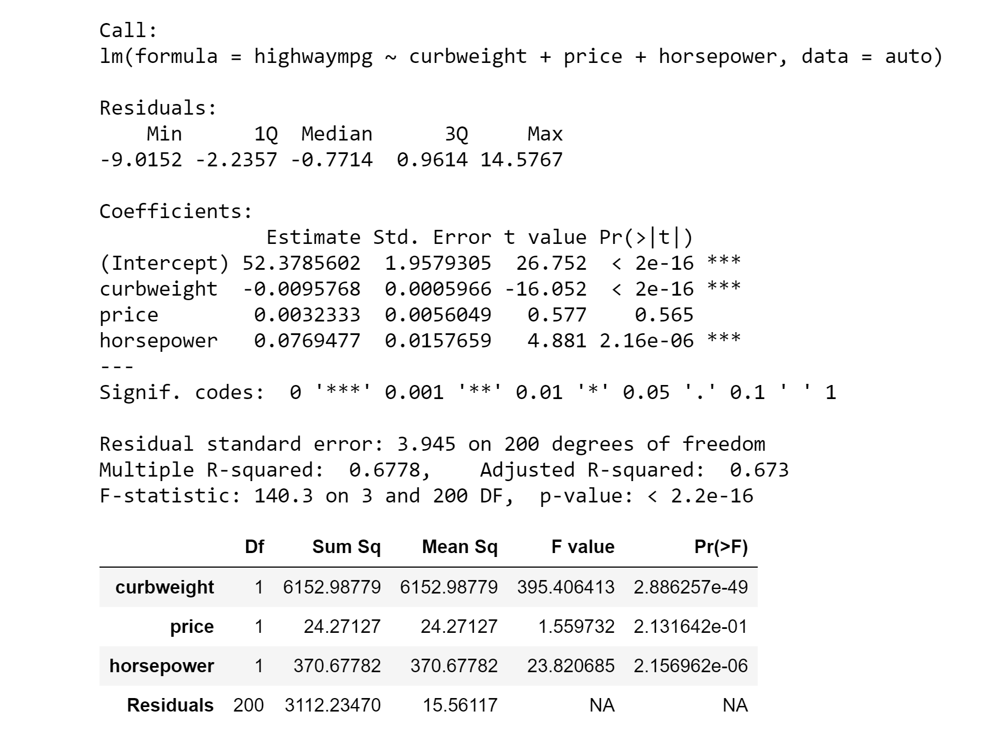 Call:
lm(formula = highwaympg ~ curbweight + price + horsepower, data = auto)
Residuals:
Min 1Q Median 3Q Max
-9.0152 -2.2357 -0.7714 0.9614 14.5767
Coefficients:
Estimate Std. Error t value Pr(>|t|)
(Intercept) 52.3785602 1.9579305 26.752 < 2e-16 ***
curbweight -0.0095768 0.0005966 -16.052 < 2e-16 ***
price 0.0032333 0.0056049 0.577 0.565
horsepower 0.0769477 0.0157659 4.881 2.16e-06 ***
---
Signif. codes: 0 '***' 0.001 '**' 0.01 '*' 0.05 '.' 0.1 ' ' 1
Residual standard error: 3.945 on 200 degrees of freedom
Multiple R-squared: 0.6778, Adjusted R-squared: 0.673
F-statistic: 140.3 on 3 and 200 DF, p-value: < 2.2e-16
Df Sum Sq Mean Sq F value Pr(>F)
curbweight 1 6152.98779 6152.98779 395.406413 2.886257e-49
price 1 24.27127 24.27127 1.559732 2.131642e-01
horsepower 1 370.67782 370.67782 23.820685 2.156962e-06
Residuals 200 3112.23470 15.56117 NA NA